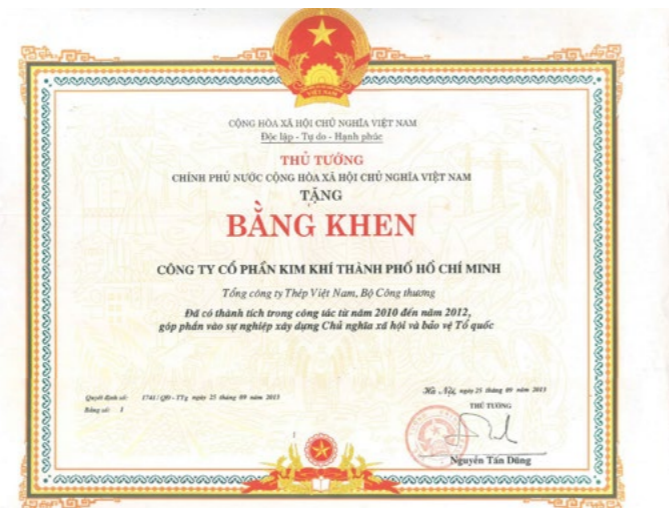 VIỆT NAM
CỘNG HÒA XÃ HỘI CHỦ NGHĨA VIỆT NAM
Độc lập - Tự do - Hạnh phúc
THỦ TƯỚNG
CHÍNH PHỦ NƯỚC CỘNG HÒA XÃ HỘI CHỦ NGHĨA VIỆT NAM
TẶNG
BẰNG KHEN
CÔNG TY CỔ PHẦN KIM KHÍ THÀNH PHỐ HỒ CHÍ MINH
Tổng công ty Thép Việt Nam, Bộ Công thương
Đã có thành tích trong công tác từ năm 2010 đến năm 2012,
góp phần vào sự nghiệp xây dựng Chủ nghĩa xã hội và bảo vệ Tổ quốc
Hà Nội, ngày 25 tháng 09 năm 2013
Quyết định số: 1741/QĐ - TTg ngày 25 tháng 09 năm 2013
Bảng số: 1
THỦ TƯỚNG
Nguyễn Tấn Dũng